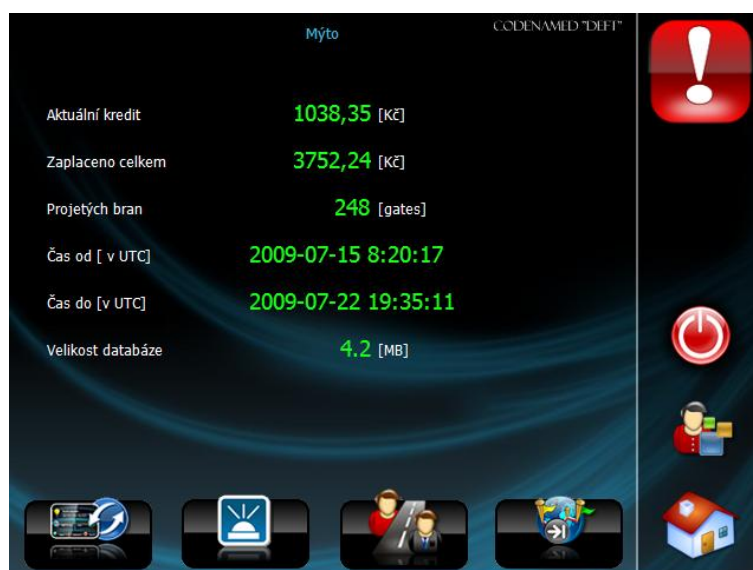 Mýto
CODENAMED "DEFT"
Aktuální kredit 1038,35 [Kč]
Zaplaceno celkem 3752,24 [Kč]
Projetých bran 248 [gates]
Čas od [ v UTC] 2009-07-15 8:20:17
Čas do [v UTC] 2009-07-22 19:35:11
Velikost databáze 4.2 [MB]